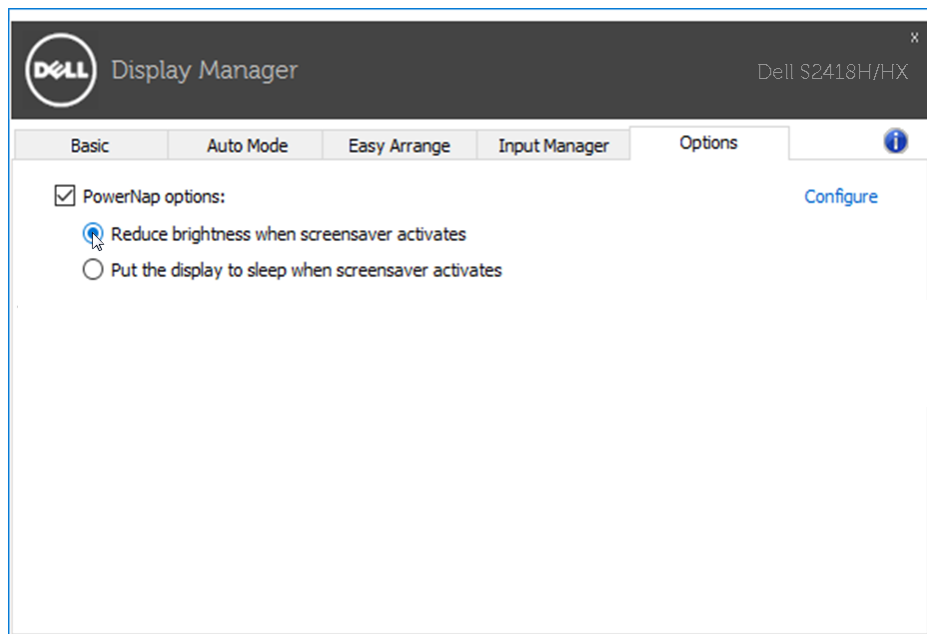 x
DELL Display Manager
Dell S2418H/HX
Basic Auto Mode Easy Arrange Input Manager Options i
PowerNap options: Configure
Reduce brightness when screensaver activates
Put the display to sleep when screensaver activates